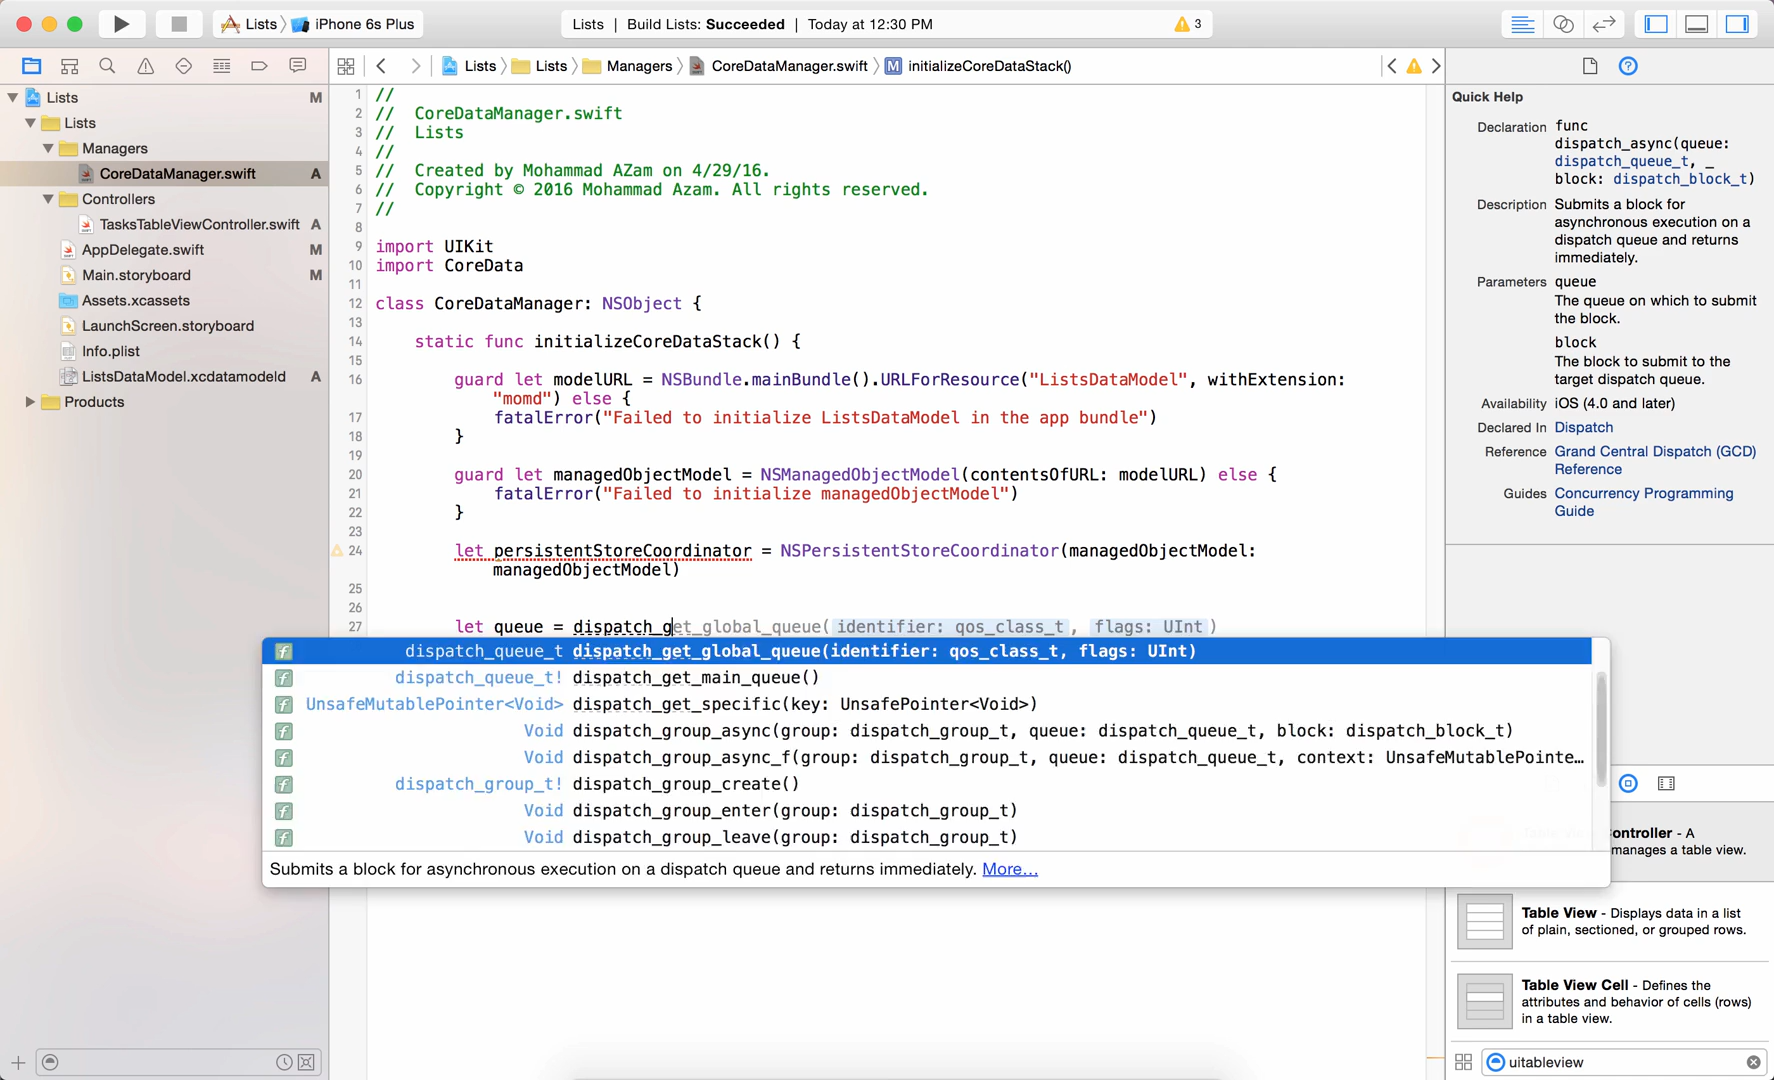 Lists
iPhone 6s Plus
Lists | Build Lists: Succeeded | Today at 12:30 PM
3
Lists
Lists
Managers
CoreDataManager.swift
M initializeCoreDataStack()
Lists M
Lists
Managers
CoreDataManager.swift A
Controllers
TasksTableViewController.swift A
AppDelegate.swift M
Main.storyboard M
Assets.xcassets
LaunchScreen.storyboard
Info.plist
ListsDataModel.xcdatamodeld A
Products
1 //
2 //  CoreDataManager.swift
3 //  Lists
4 //
5 //  Created by Mohammad AZam on 4/29/16.
6 //  Copyright © 2016 Mohammad Azam. All rights reserved.
7 //
8
9 import UIKit
10 import CoreData
11
12 class CoreDataManager: NSObject {
13
14 static func initializeCoreDataStack() {
15
16 guard let modelURL = NSBundle.mainBundle().URLForResource("ListsDataModel", withExtension:
"momd") else {
17 fatalError("Failed to initialize ListsDataModel in the app bundle")
18 }
19
20 guard let managedObjectModel = NSManagedObjectModel(contentsOfURL: modelURL) else {
21 fatalError("Failed to initialize managedObjectModel")
22 }
23
24 let persistentStoreCoordinator = NSPersistentStoreCoordinator(managedObjectModel:
managedObjectModel)
25
26
27 let queue = dispatch_get_global_queue(identifier: qos_class_t, flags: UInt)
f dispatch_queue_t dispatch_get_global_queue(identifier: qos_class_t, flags: UInt)
f dispatch_queue_t! dispatch_get_main_queue()
f UnsafeMutablePointer<Void> dispatch_get_specific(key: UnsafePointer<Void>)
f Void dispatch_group_async(group: dispatch_group_t, queue: dispatch_queue_t, block: dispatch_block_t)
f Void dispatch_group_async_f(group: dispatch_group_t, queue: dispatch_queue_t, context: UnsafeMutablePointe…
f dispatch_group_t! dispatch_group_create()
f Void dispatch_group_enter(group: dispatch_group_t)
f Void dispatch_group_leave(group: dispatch_group_t)
Submits a block for asynchronous execution on a dispatch queue and returns immediately. More…
Quick Help
Declaration func
dispatch_async(queue:
dispatch_queue_t, _
block: dispatch_block_t)
Description Submits a block for
asynchronous execution on a
dispatch queue and returns
immediately.
Parameters queue
The queue on which to submit
the block.
block
The block to submit to the
target dispatch queue.
Availability iOS (4.0 and later)
Declared In Dispatch
Reference Grand Central Dispatch (GCD)
Reference
Guides Concurrency Programming
Guide
Controller - A
manages a table view.
Table View - Displays data in a list
of plain, sectioned, or grouped rows.
Table View Cell - Defines the
attributes and behavior of cells (rows)
in a table view.
uitableview